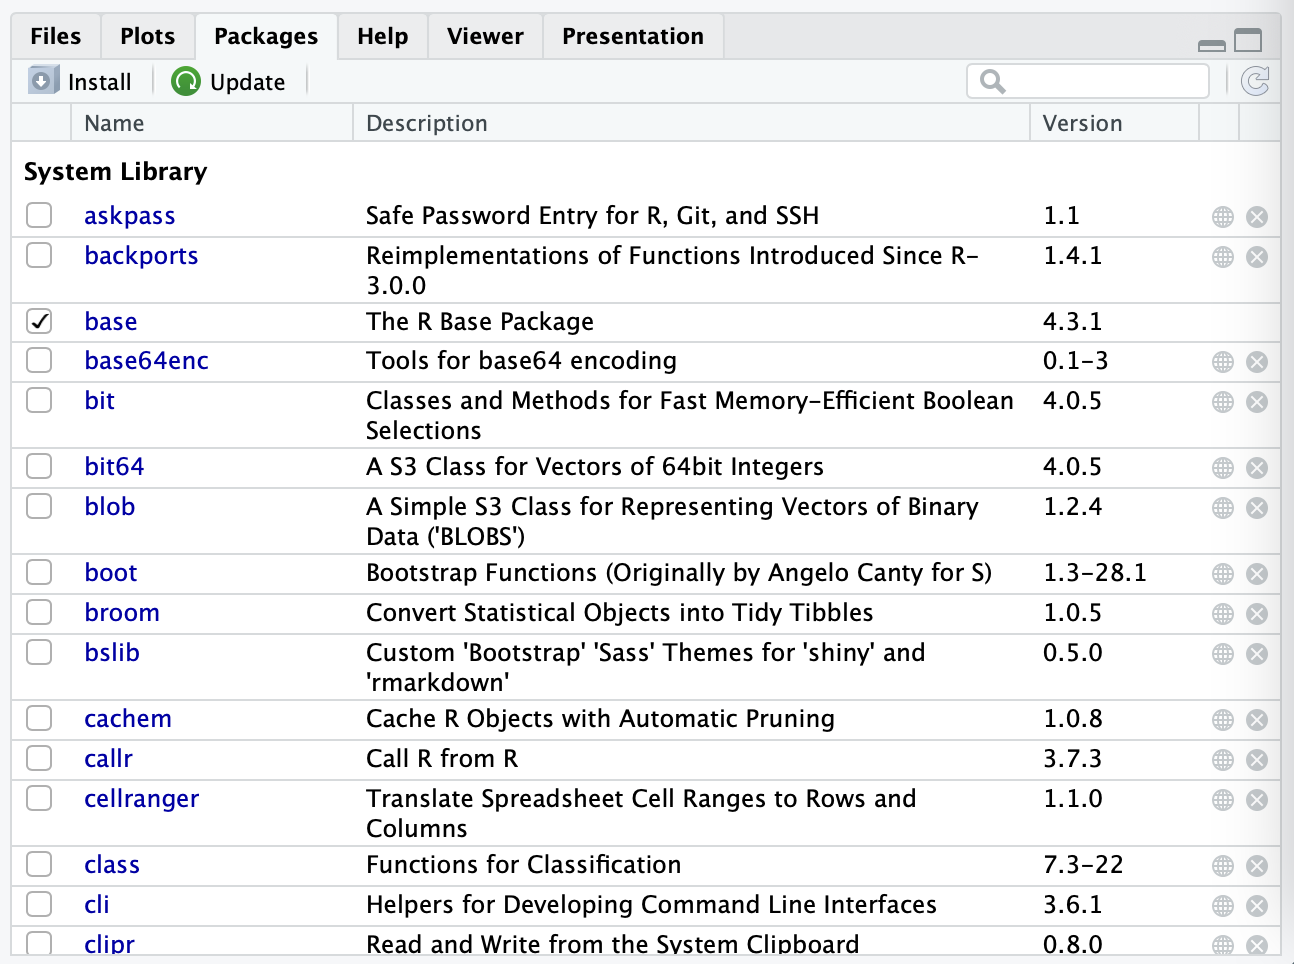 Files Plots Packages Help Viewer Presentation
Install Update
Name Description Version
System Library
askpass Safe Password Entry for R, Git, and SSH 1.1
backports Reimplementations of Functions Introduced Since R-
3.0.0 1.4.1
base The R Base Package 4.3.1
base64enc Tools for base64 encoding 0.1-3
bit Classes and Methods for Fast Memory-Efficient Boolean 4.0.5
Selections
bit64 A S3 Class for Vectors of 64bit Integers 4.0.5
blob A Simple S3 Class for Representing Vectors of Binary 1.2.4
Data ('BLOBS')
boot Bootstrap Functions (Originally by Angelo Canty for S) 1.3-28.1
broom Convert Statistical Objects into Tidy Tibbles 1.0.5
bslib Custom 'Bootstrap' 'Sass' Themes for 'shiny' and 0.5.0
'rmarkdown'
cachem Cache R Objects with Automatic Pruning 1.0.8
callr Call R from R 3.7.3
cellranger Translate Spreadsheet Cell Ranges to Rows and 1.1.0
Columns
class Functions for Classification 7.3-22
cli Helpers for Developing Command Line Interfaces 3.6.1
clipr Read and Write from the System Clipboard 0.8.0